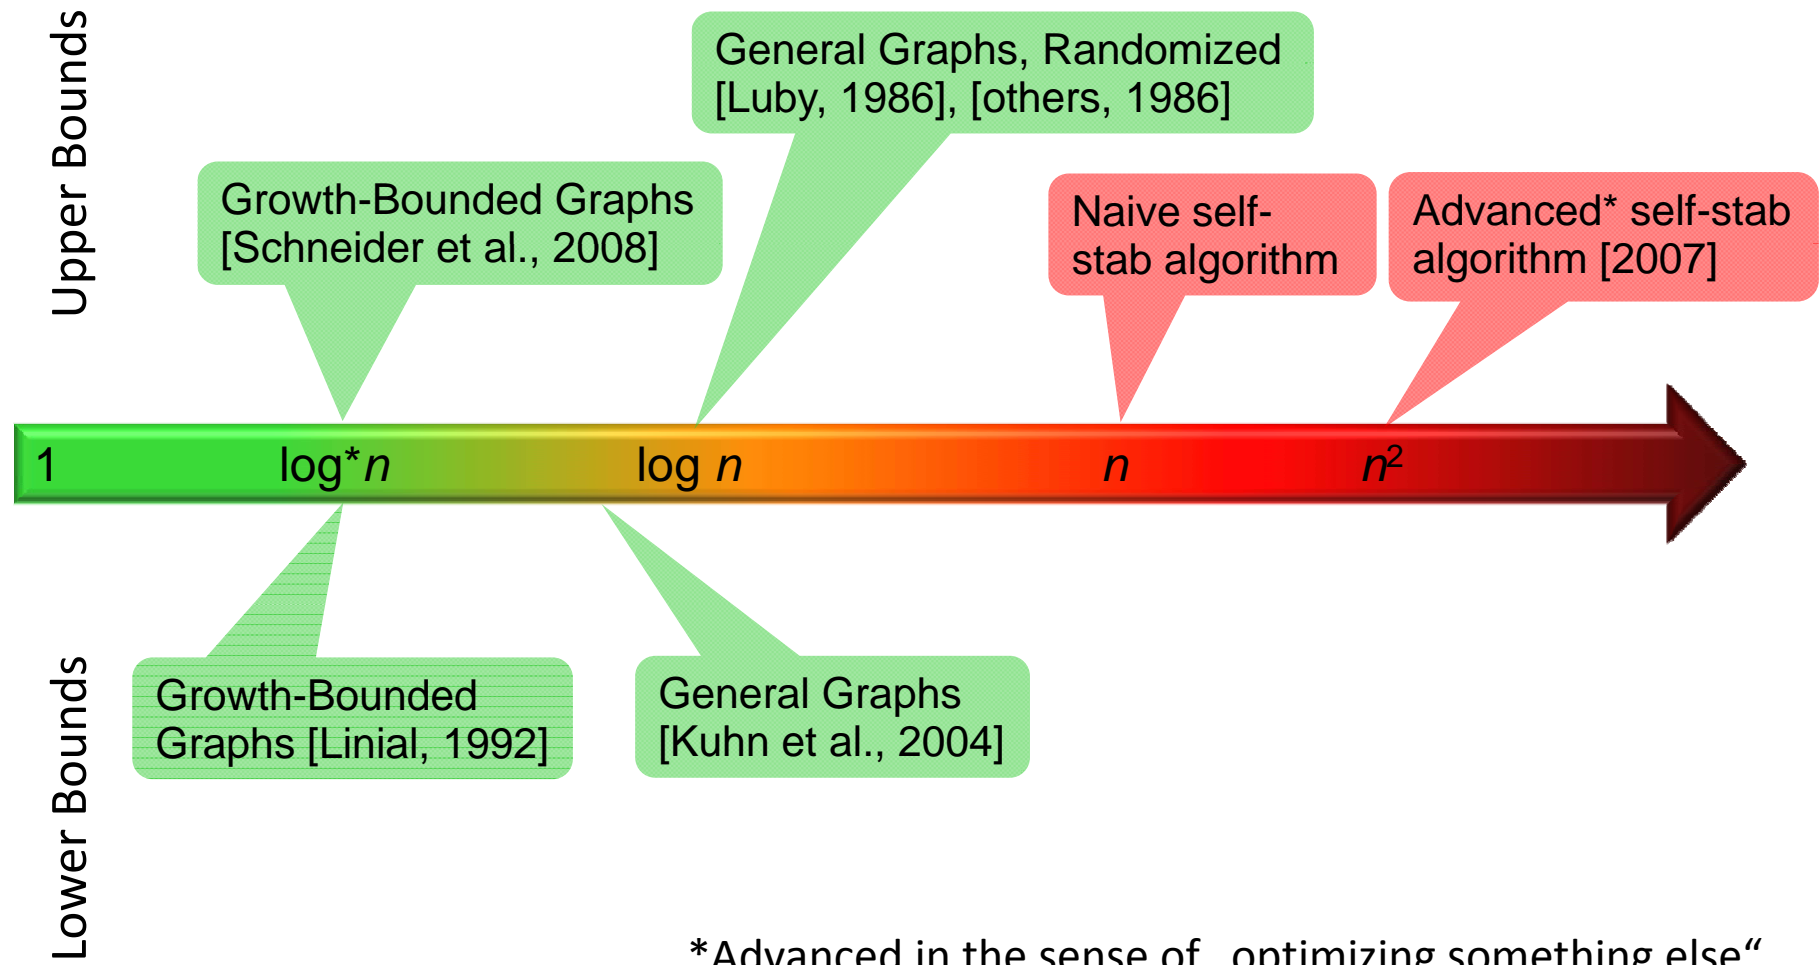 Upper Bounds
General Graphs, Randomized
[Luby, 1986], [others, 1986]
Growth-Bounded Graphs
[Schneider et al., 2008]
Naive self-
stab algorithm
Advanced* self-stab
algorithm [2007]
1 log*n log n n n²
Lower Bounds
Growth-Bounded
Graphs [Linial, 1992]
General Graphs
[Kuhn et al., 2004]
*Advanced in the sense of „optimizing something else“